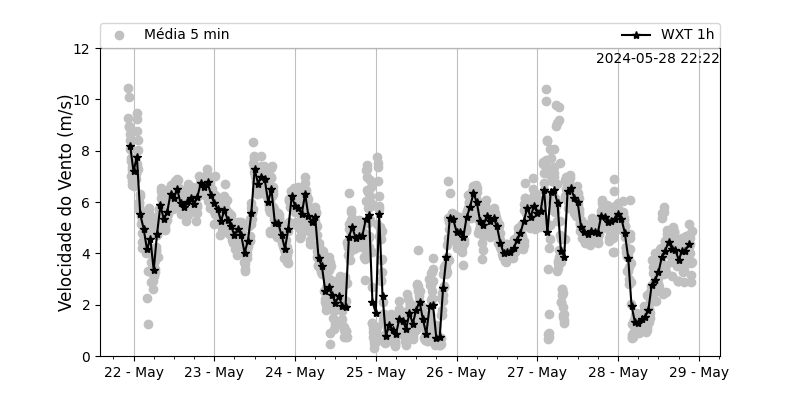 Média 5 min
WXT 1h
2024-05-28 22:22
Velocidade do Vento (m/s)
12
10
8
6
4
2
0
22 - May
23 - May
24 - May
25 - May
26 - May
27 - May
28 - May
29 - May